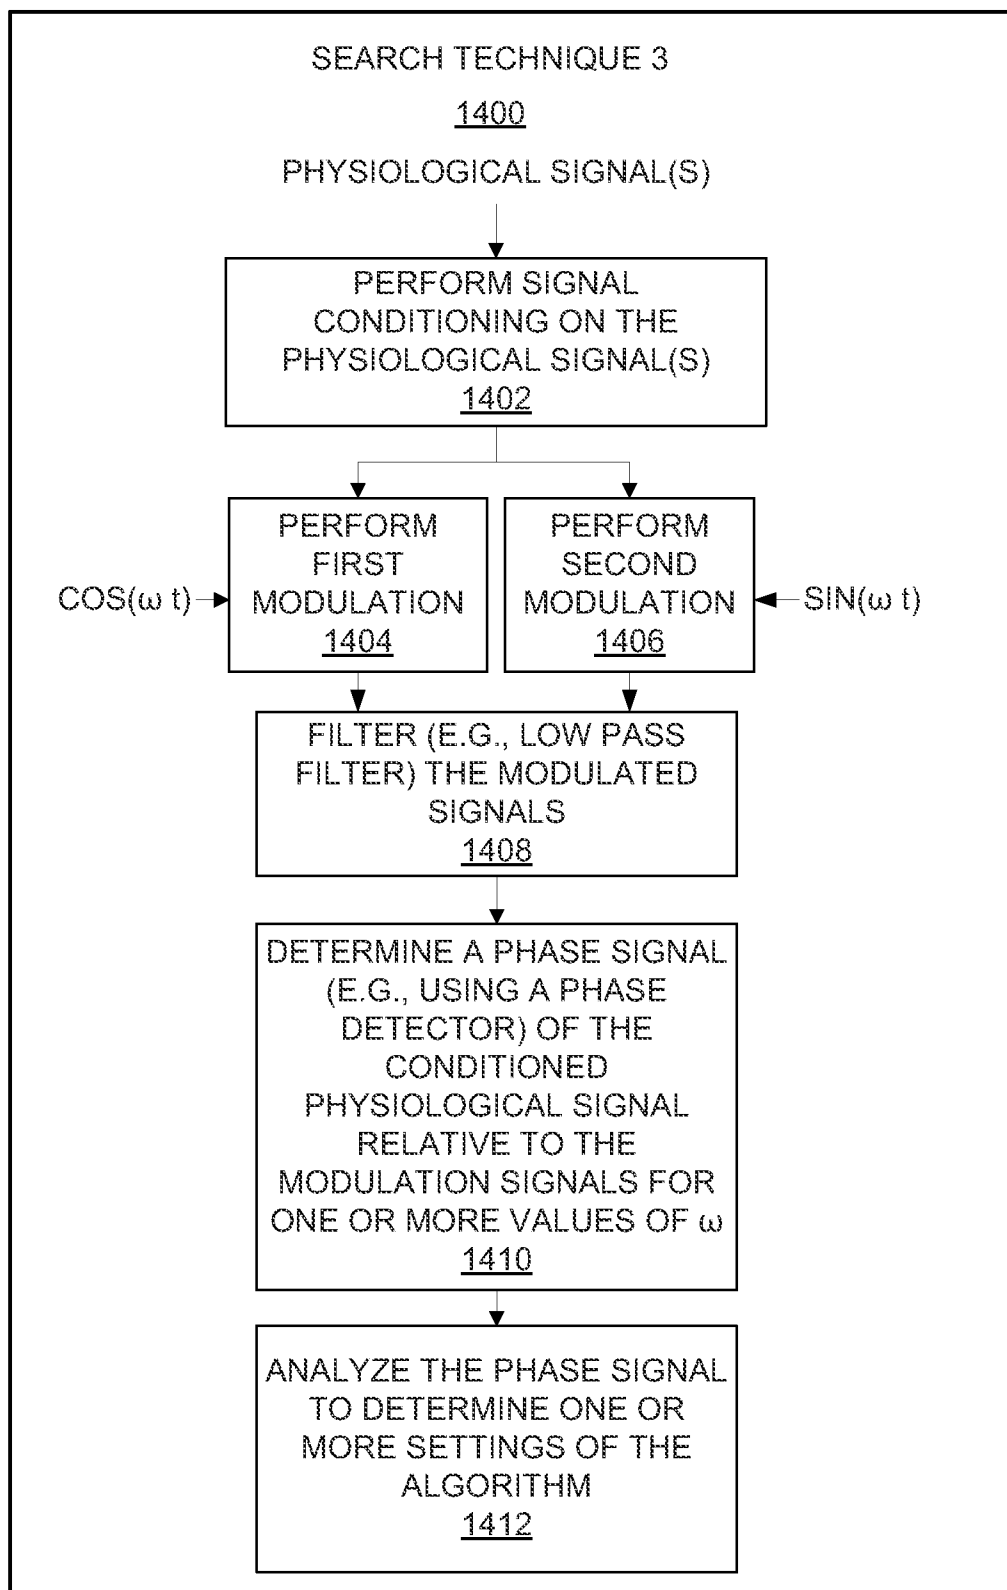 SEARCH TECHNIQUE 3
1400
PHYSIOLOGICAL SIGNAL(S)
PERFORM SIGNAL
CONDITIONING ON THE
PHYSIOLOGICAL SIGNAL(S)
1402
PERFORM
FIRST
MODULATION
1404
PERFORM
SECOND
MODULATION
1406
COS(ω t)
SIN(ω t)
FILTER (E.G., LOW PASS
FILTER) THE MODULATED
SIGNALS
1408
DETERMINE A PHASE SIGNAL
(E.G., USING A PHASE
DETECTOR) OF THE
CONDITIONED
PHYSIOLOGICAL SIGNAL
RELATIVE TO THE
MODULATION SIGNALS FOR
ONE OR MORE VALUES OF ω
1410
ANALYZE THE PHASE SIGNAL
TO DETERMINE ONE OR
MORE SETTINGS OF THE
ALGORITHM
1412